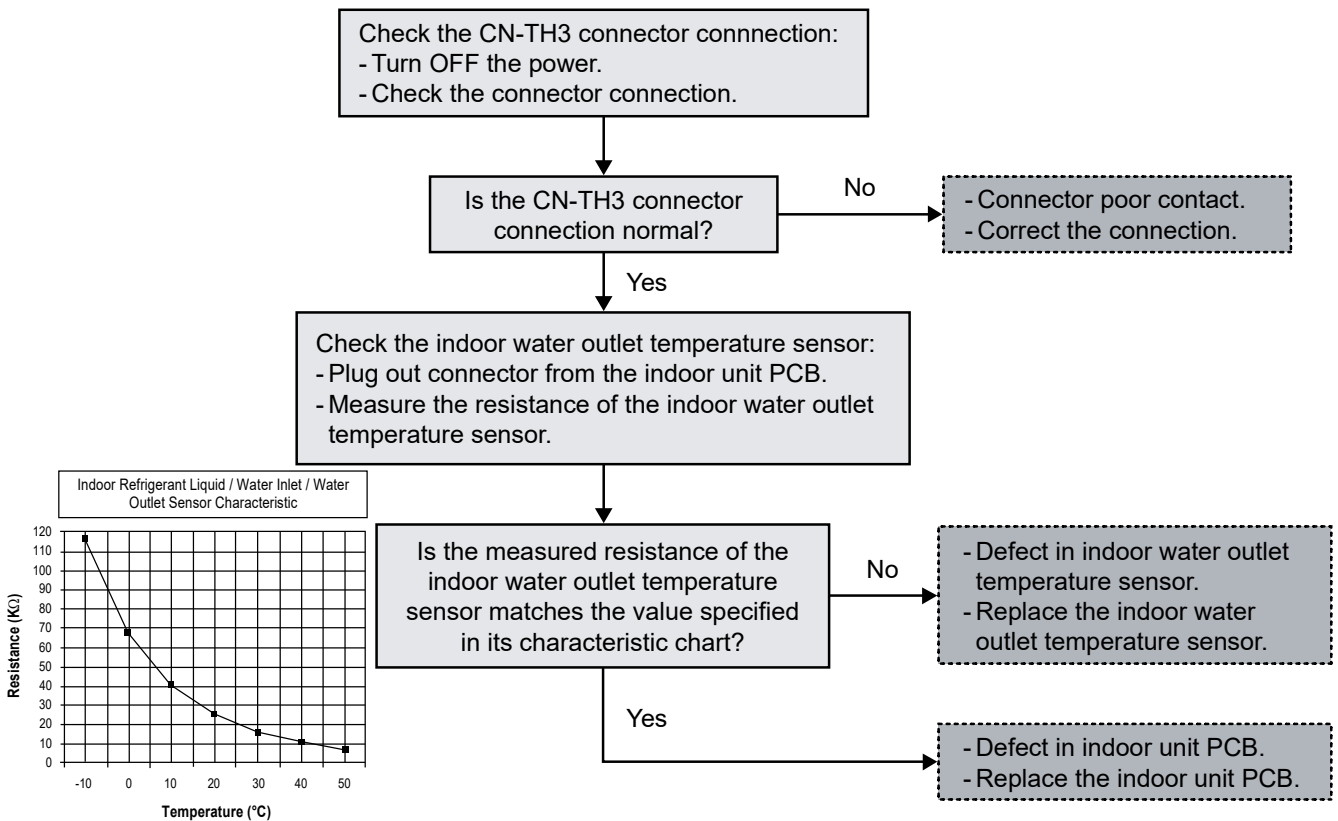 Check the CN-TH3 connector connnection:
- Turn OFF the power.
- Check the connector connection.
Is the CN-TH3 connector
connection normal?
No
- Connector poor contact.
- Correct the connection.
Yes
Check the indoor water outlet temperature sensor:
- Plug out connector from the indoor unit PCB.
- Measure the resistance of the indoor water outlet
temperature sensor.
Indoor Refrigerant Liquid / Water Inlet / Water
Outlet Sensor Characteristic
120
110
100
90
80
70
60
50
40
30
20
10
0
Resistance (KΩ)
-10 0 10 20 30 40 50
Temperature (°C)
Is the measured resistance of the
indoor water outlet temperature
sensor matches the value specified
in its characteristic chart?
No
- Defect in indoor water outlet
temperature sensor.
- Replace the indoor water
outlet temperature sensor.
Yes
- Defect in indoor unit PCB.
- Replace the indoor unit PCB.